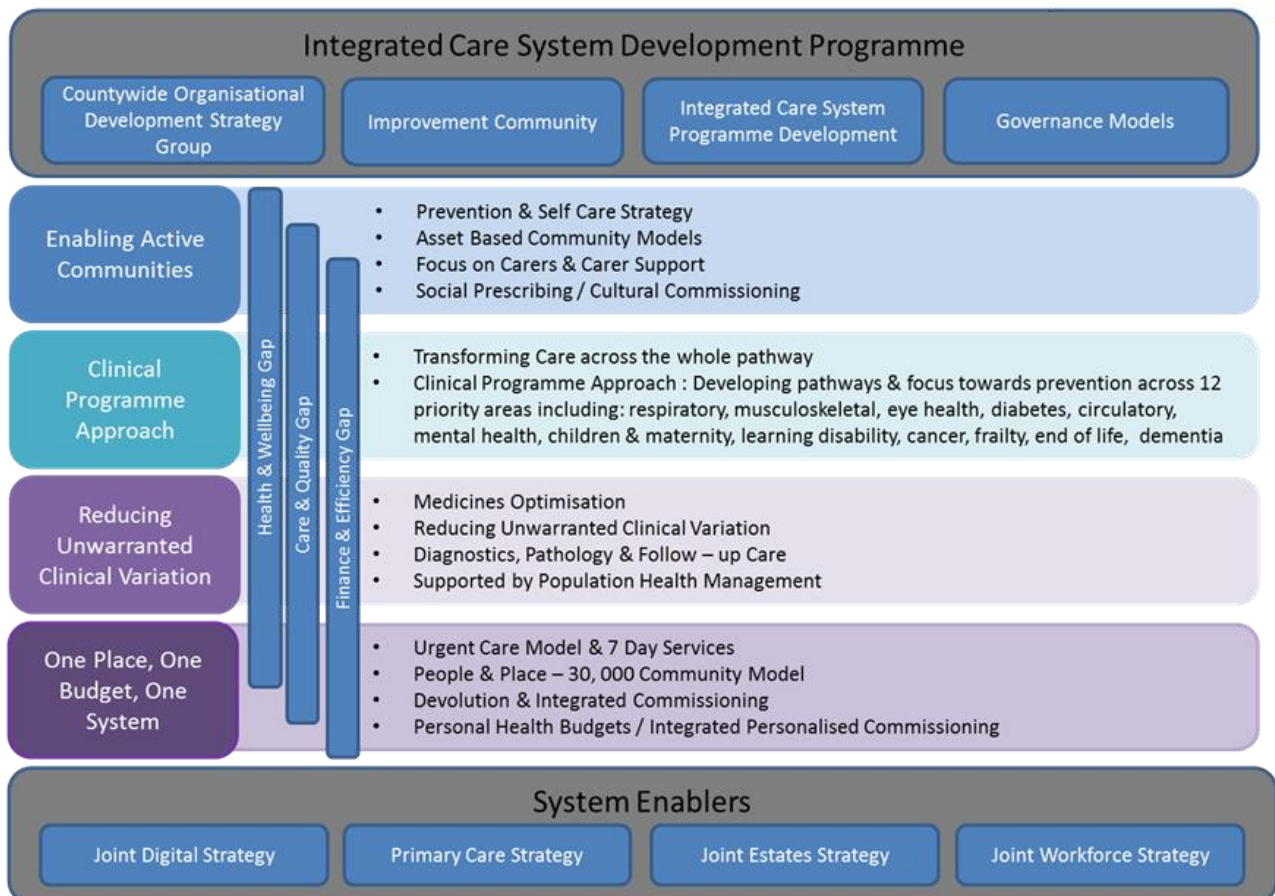 Integrated Care System Development Programme
Countywide Organisational
Development Strategy
Group
Improvement Community
Integrated Care System
Programme Development
Governance Models
Enabling Active
Communities
• Prevention & Self Care Strategy
• Asset Based Community Models
• Focus on Carers & Carer Support
• Social Prescribing / Cultural Commissioning
Clinical
Programme
Approach
• Transforming Care across the whole pathway
• Clinical Programme Approach : Developing pathways & focus towards prevention across 12
priority areas including: respiratory, musculoskeletal, eye health, diabetes, circulatory,
mental health, children & maternity, learning disability, cancer, frailty, end of life, dementia
Health & Wellbeing Gap
Care & Quality Gap
Finance & Efficiency Gap
Reducing
Unwarranted
Clinical Variation
• Medicines Optimisation
• Reducing Unwarranted Clinical Variation
• Diagnostics, Pathology & Follow – up Care
• Supported by Population Health Management
One Place, One
Budget, One
System
• Urgent Care Model & 7 Day Services
• People & Place – 30, 000 Community Model
• Devolution & Integrated Commissioning
• Personal Health Budgets / Integrated Personalised Commissioning
System Enablers
Joint Digital Strategy
Primary Care Strategy
Joint Estates Strategy
Joint Workforce Strategy